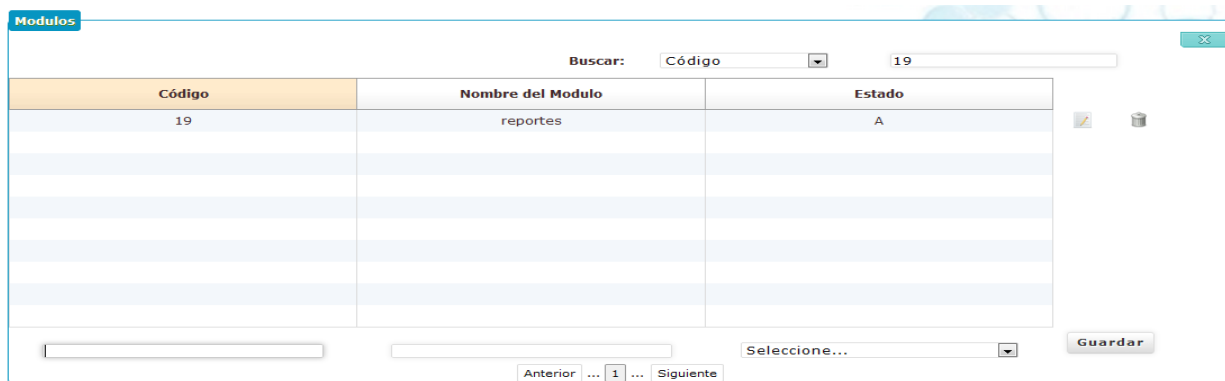 Modulos
Buscar: Código 19
Código Nombre del Modulo Estado
19 reportes A
Seleccione... Guardar
Anterior ... 1 ... Siguiente